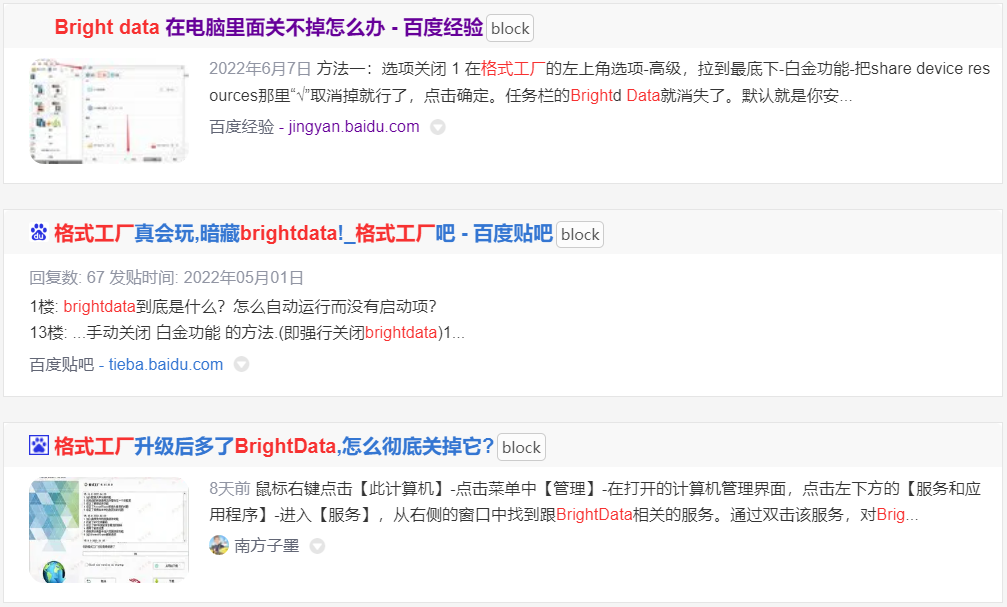 Bright data 在电脑里面关不掉怎么办 - 百度经验 block
2022年6月7日 方法一：选项关闭 1 在格式工厂的左上角选项-高级，拉到最底下-白金功能-把share device res
ources那里“√”取消掉就行了，点击确定。任务栏的Brightd Data就消失了。默认就是你安...
百度经验 - jingyan.baidu.com
格式工厂真会玩,暗藏brightdata!_格式工厂吧 - 百度贴吧 block
回复数: 67 发贴时间: 2022年05月01日
1楼: brightdata到底是什么？怎么自动运行而没有启动项?
13楼: ...手动关闭 白金功能 的方法.(即强行关闭brightdata)1...
百度贴吧 - tieba.baidu.com
格式工厂升级后多了BrightData,怎么彻底关掉它? block
8天前 鼠标右键点击【此计算机】-点击菜单中【管理】-在打开的计算机管理界面，点击左下方的【服务和应
用程序】-进入【服务】，从右侧的窗口中找到跟BrightData相关的服务。通过双击该服务，对Brig...
南方子墨